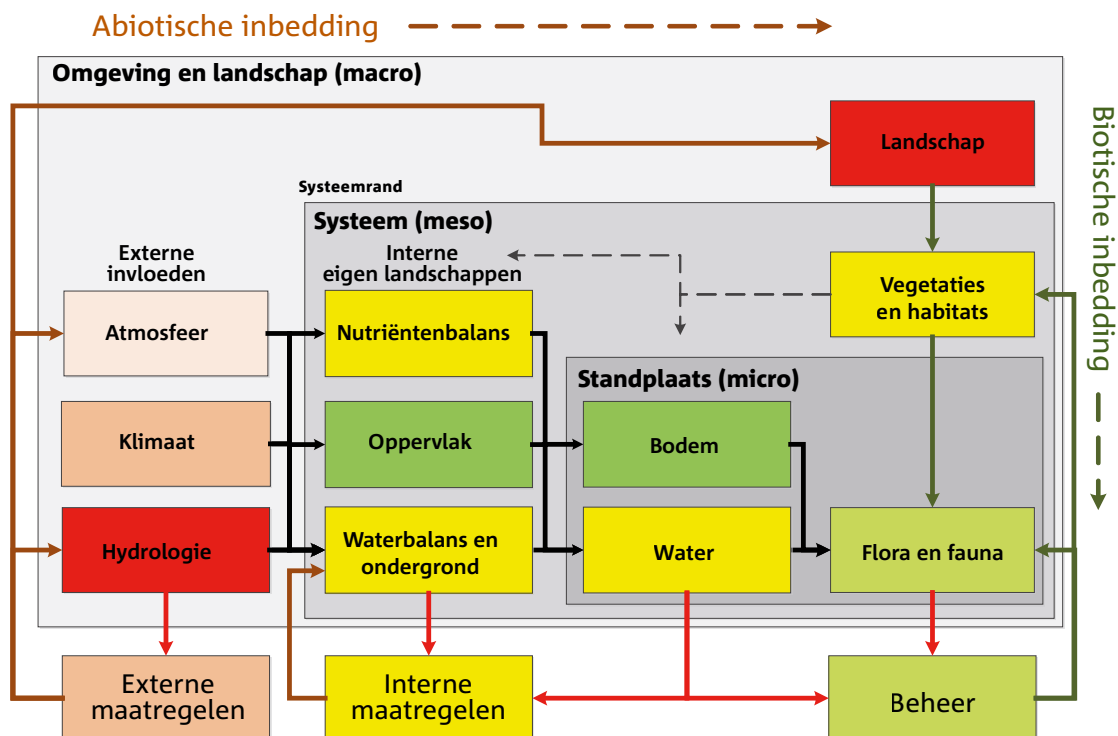 Abiotische inbedding
Omgeving en landschap (macro)
Landschap
Biotische inbedding
Systeemrand
Systeem (meso)
Externe
invloeden
Interne
eigen landschappen
Vegetaties
en habitats
Atmosfeer
Nutriëntenbalans
Standplaats (micro)
Klimaat
Oppervlak
Bodem
Hydrologie
Waterbalans en
ondergrond
Water
Flora en fauna
Externe
maatregelen
Interne
maatregelen
Beheer